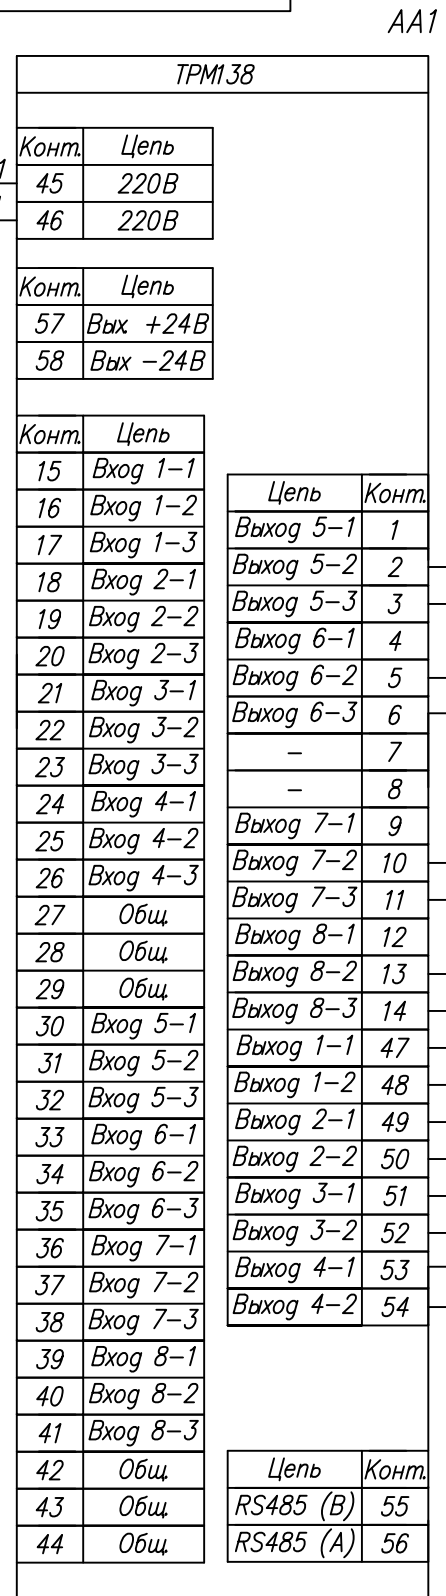 АА1
ТРМ138
Конт. Цепь
45 220В
46 220В
Конт. Цепь
57 Вых. +24В
58 Вых −24В
Конт. Цепь
15 Вход 1−1
16 Вход 1−2
17 Вход 1−3
18 Вход 2−1
19 Вход 2−2
20 Вход 2−3
21 Вход 3−1
22 Вход 3−2
23 Вход 3−3
24 Вход 4−1
25 Вход 4−2
26 Вход 4−3
27 Общ.
28 Общ.
29 Общ.
30 Вход 5−1
31 Вход 5−2
32 Вход 5−3
33 Вход 6−1
34 Вход 6−2
35 Вход 6−3
36 Вход 7−1
37 Вход 7−2
38 Вход 7−3
39 Вход 8−1
40 Вход 8−2
41 Вход 8−3
42 Общ.
43 Общ.
44 Общ.
Цепь Конт.
Выход 5−1 1
Выход 5−2 2
Выход 5−3 3
Выход 6−1 4
Выход 6−2 5
Выход 6−3 6
− 7
− 8
Выход 7−1 9
Выход 7−2 10
Выход 7−3 11
Выход 8−1 12
Выход 8−2 13
Выход 8−3 14
Выход 1−1 47
Выход 1−2 48
Выход 2−1 49
Выход 2−2 50
Выход 3−1 51
Выход 3−2 52
Выход 4−1 53
Выход 4−2 54
Цепь Конт.
RS485 (B) 55
RS485 (A) 56